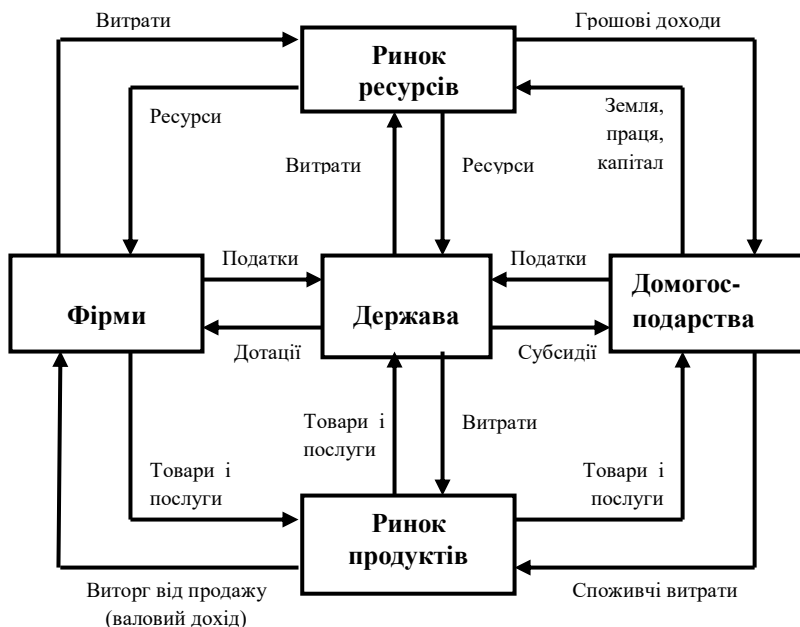 Витрати
Грошові доходи
Ринок
ресурсів
Ресурси
Витрати
Ресурси
Земля,
праця,
капітал
Податки
Податки
Фірми
Держава
Домогос-
подарства
Дотації
Субсидії
Товари і
послуги
Витрати
Товари і
послуги
Товари і
послуги
Ринок
продуктів
Виторг від продажу
(валовий дохід)
Споживчі витрати